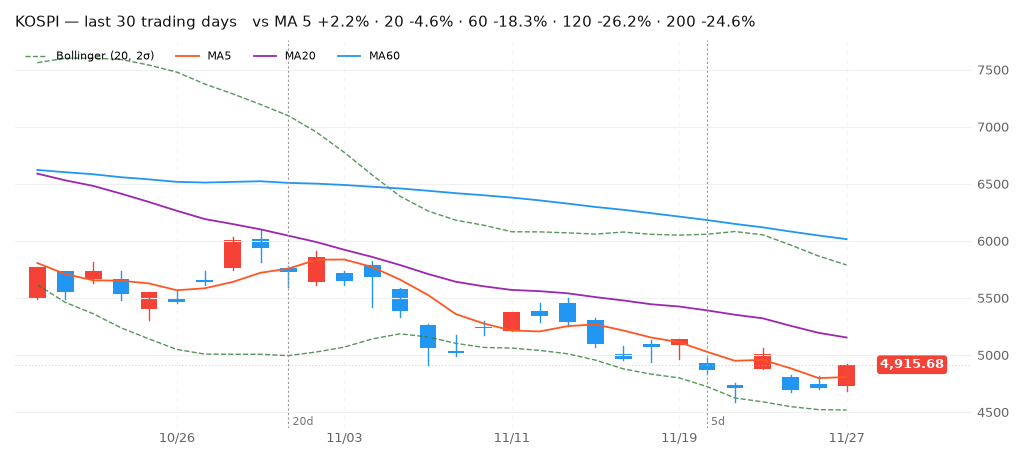 KOSPI — last 30 trading days vs MA 5 +2.2% · 20 -4.6% · 60 -18.3% · 120 -26.2% · 200 -24.6%
Bollinger (20, 2σ) MA5 MA20 MA60
7500
7000
6500
6000
5500
5000
4,915.68
4500
20d 5d
10/26 11/03 11/11 11/19 11/27